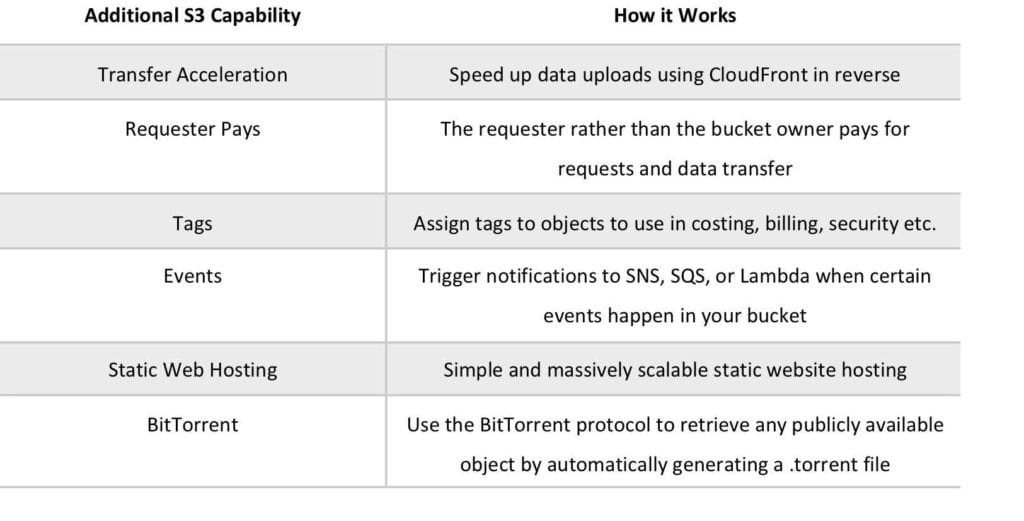 Additional S3 Capability How it Works
Transfer Acceleration Speed up data uploads using CloudFront in reverse
Requester Pays The requester rather than the bucket owner pays for
requests and data transfer
Tags Assign tags to objects to use in costing, billing, security etc.
Events Trigger notifications to SNS, SQS, or Lambda when certain
events happen in your bucket
Static Web Hosting Simple and massively scalable static website hosting
BitTorrent Use the BitTorrent protocol to retrieve any publicly available
object by automatically generating a .torrent file